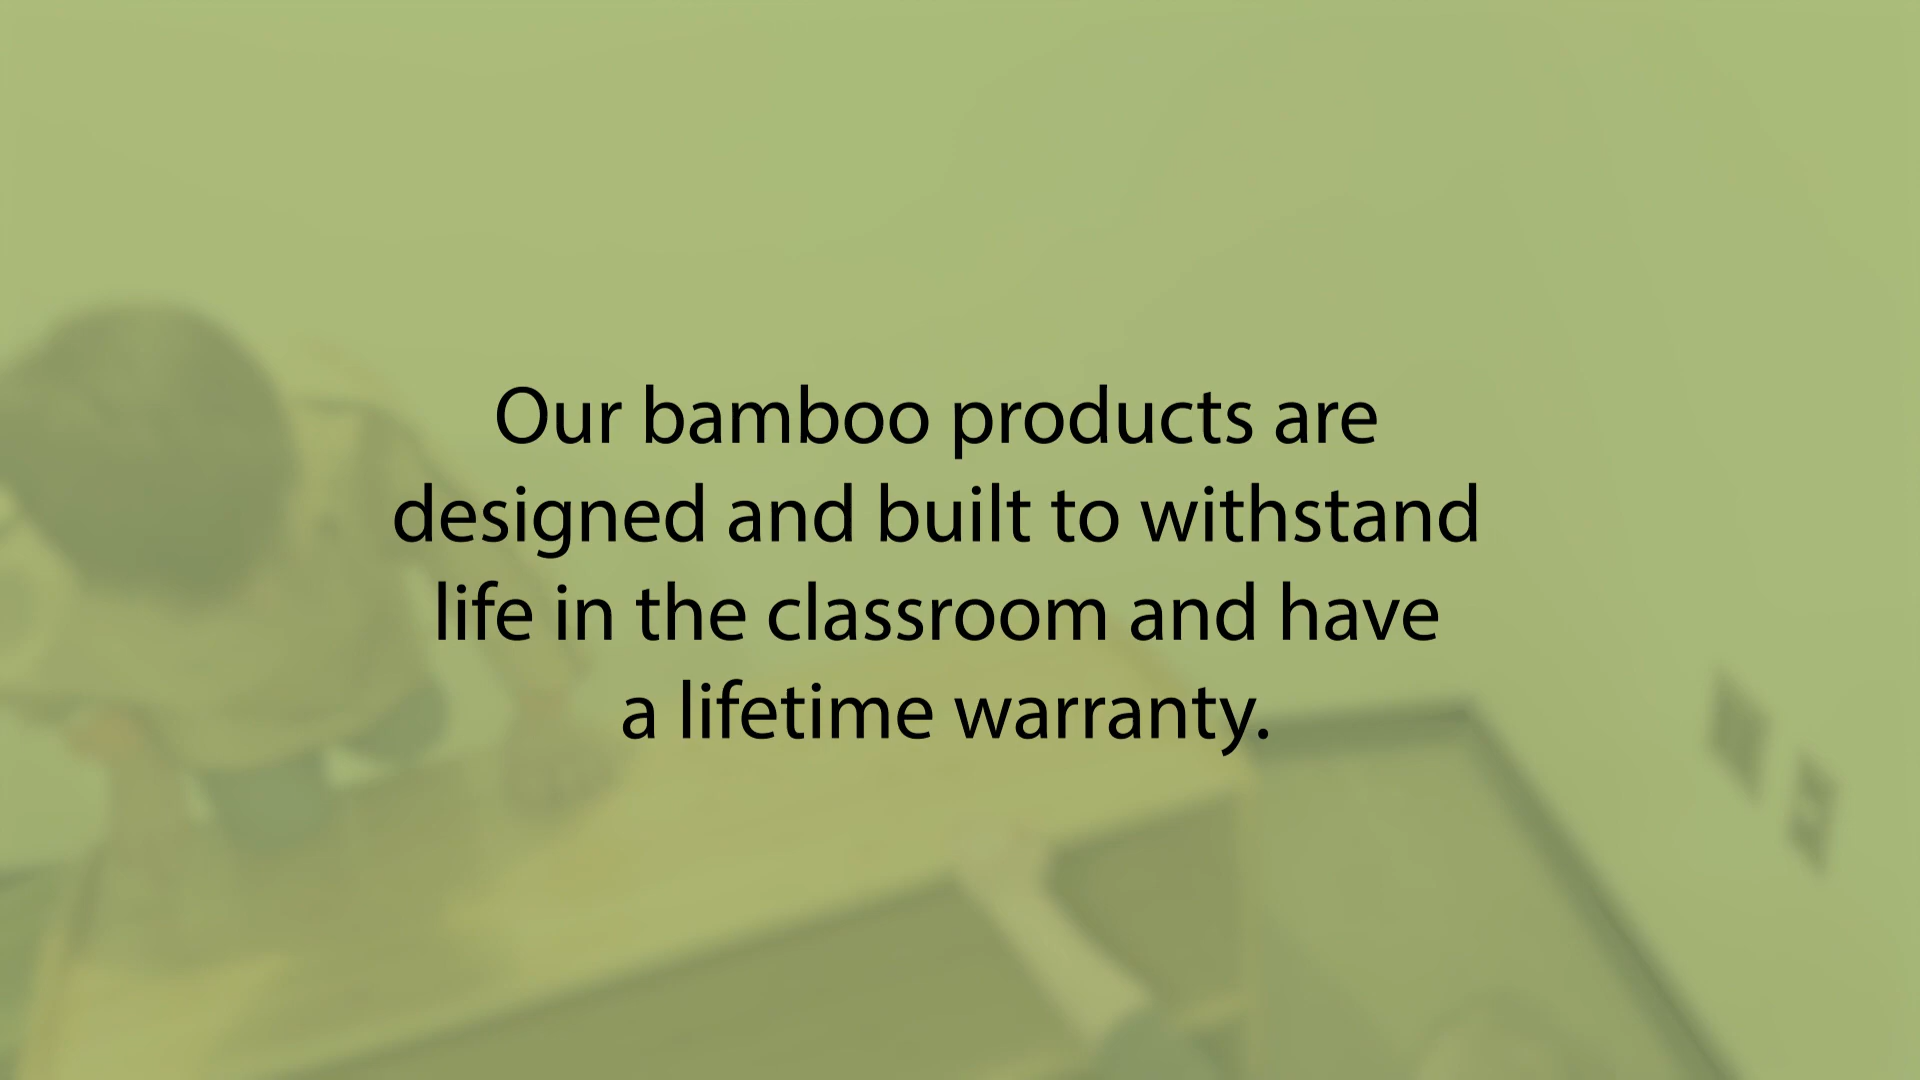 Our bamboo products are
designed and built to withstand
life in the classroom and have
a lifetime warranty.